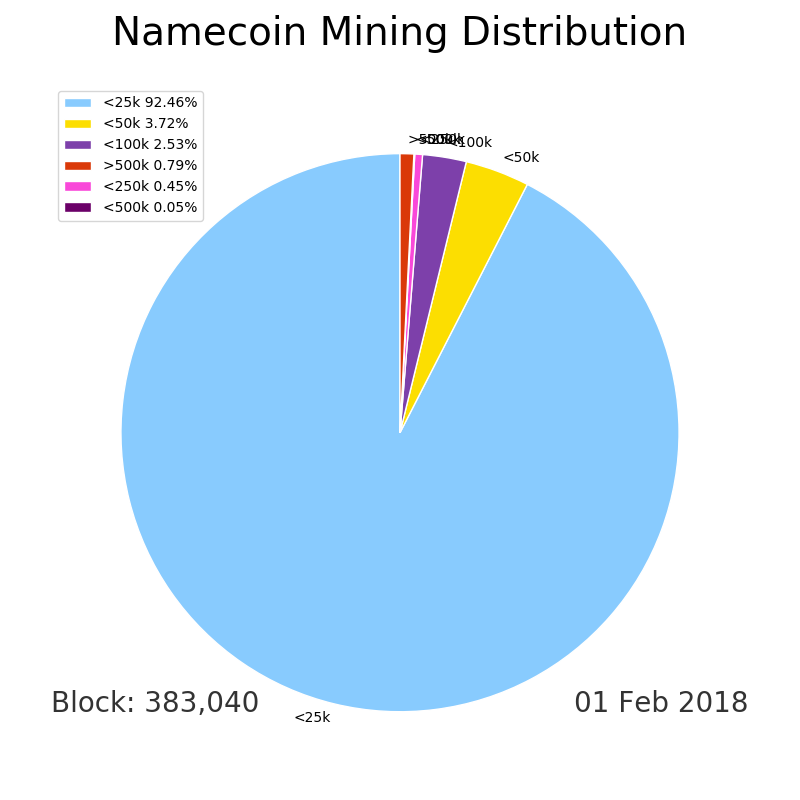 Namecoin Mining Distribution
<25k 92.46%
<50k 3.72%
<100k 2.53%
>500k 0.79%
<250k 0.45%
<500k 0.05%
<100k
<50k
<25k
Block: 383,040
01 Feb 2018